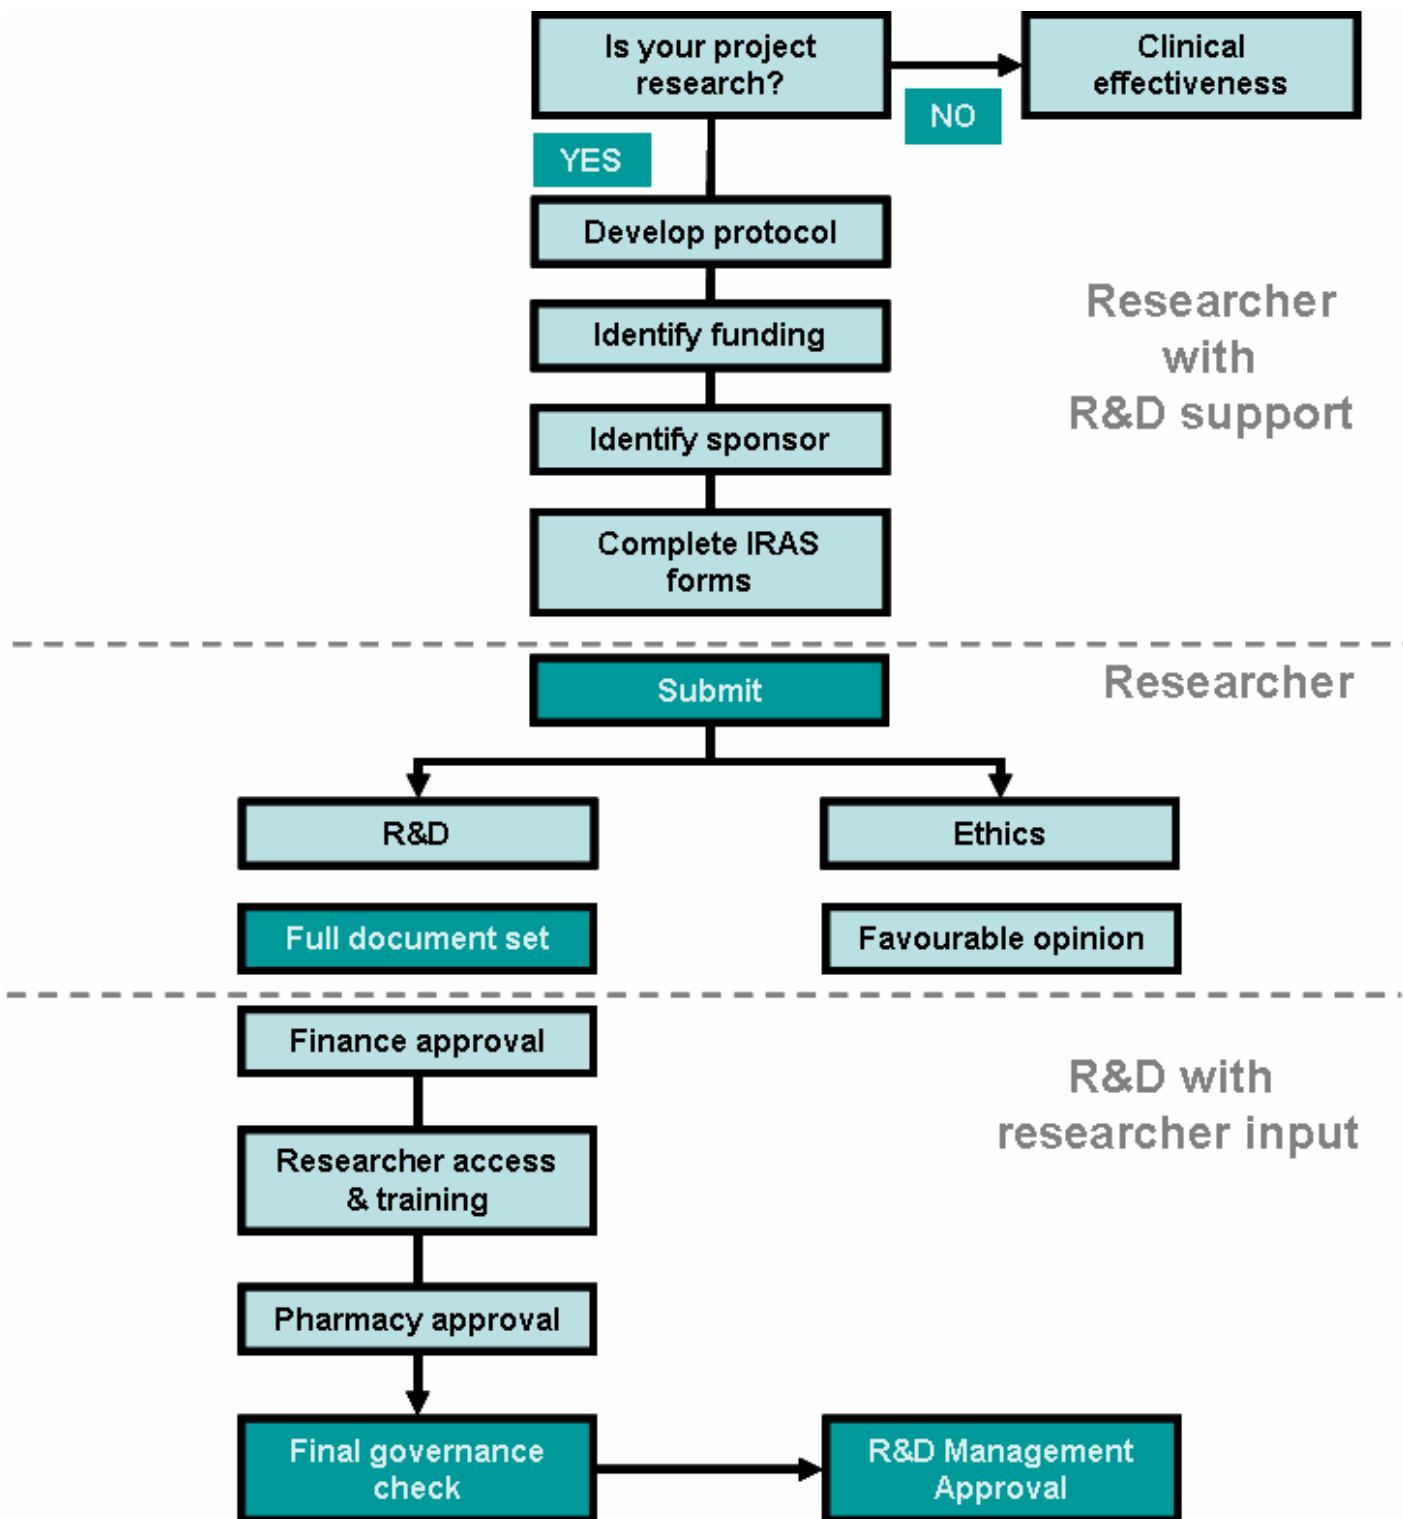 Is your project
research?
Clinical
effectiveness
NO
YES
Develop protocol
Identify funding
Researcher
with
R&D support
Identify sponsor
Complete IRAS
forms
Submit
Researcher
R&D
Ethics
Full document set
Favourable opinion
Finance approval
R&D with
researcher input
Researcher access
& training
Pharmacy approval
Final governance
check
R&D Management
Approval